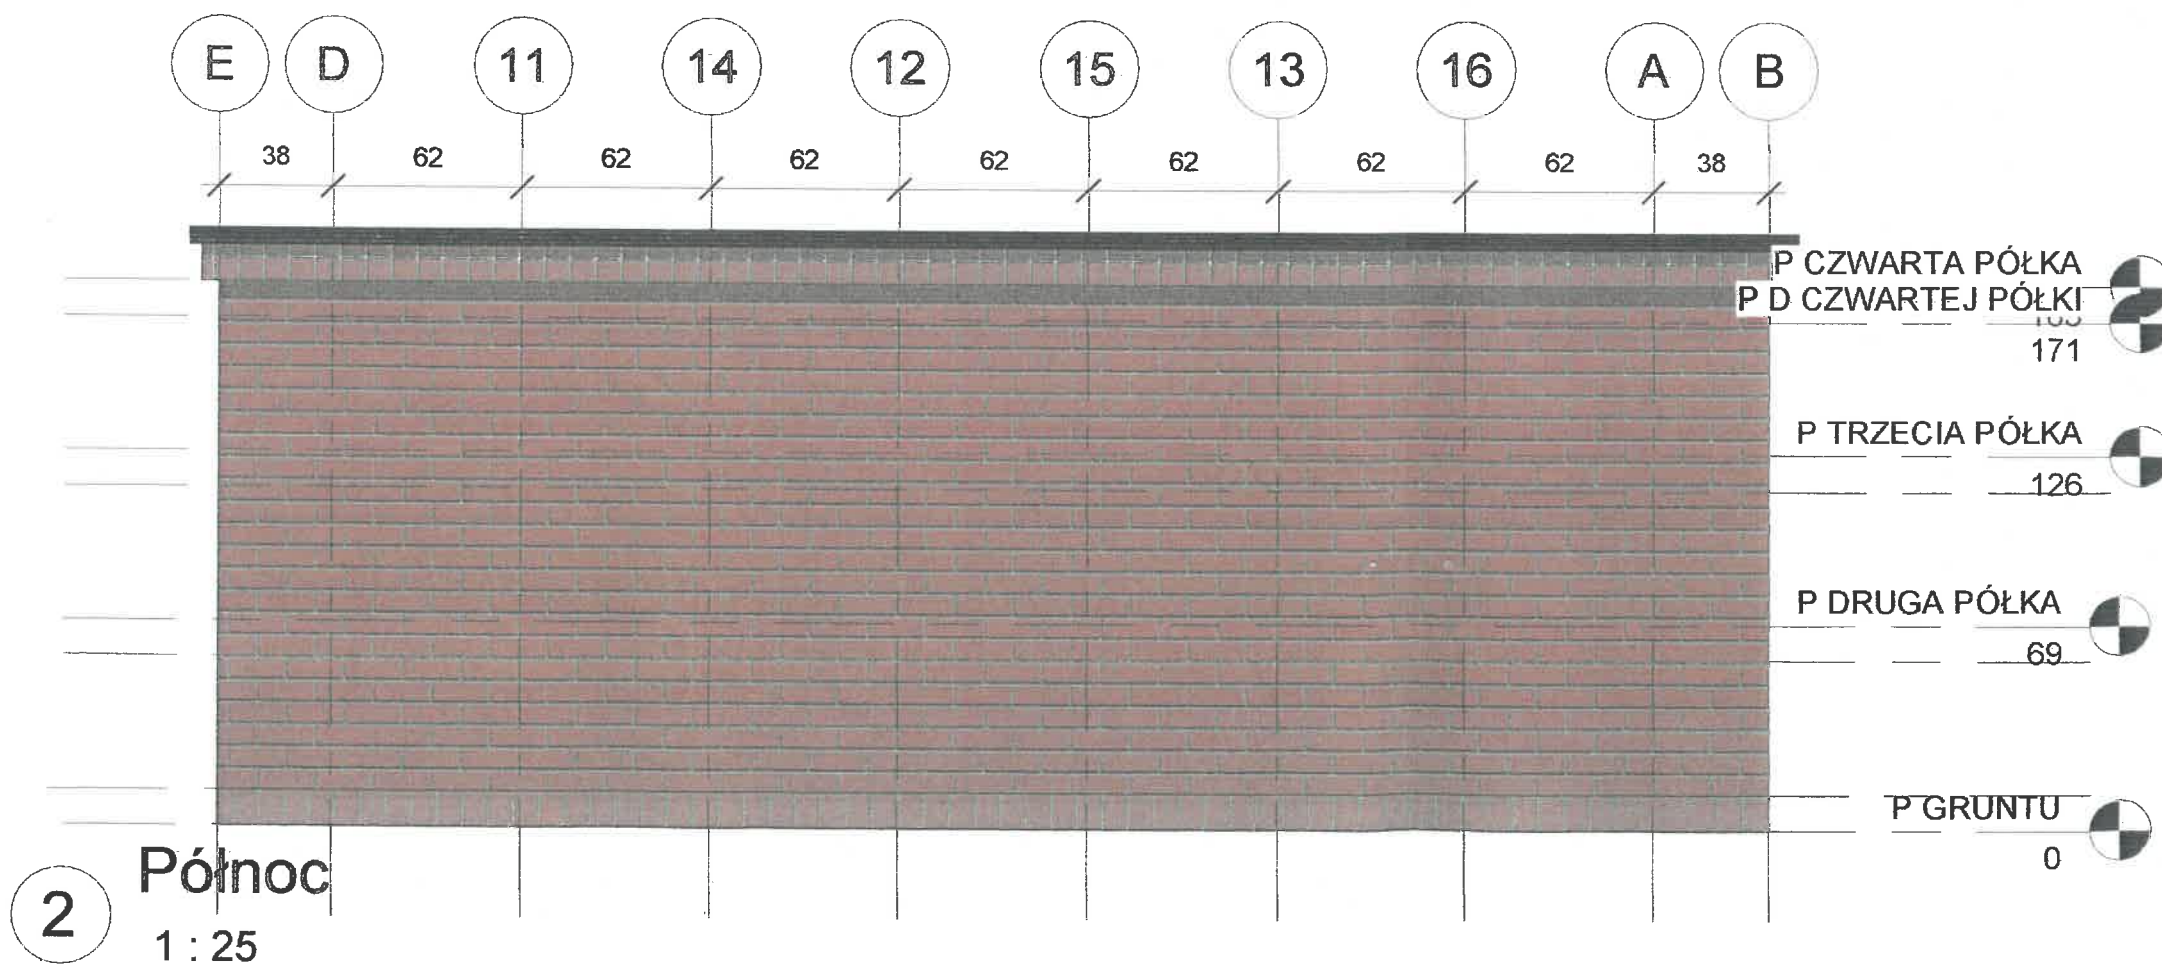 E D 11 14 12 15 13 16 A B
38 62 62 62 62 62 62 62 38
P CZWARTA PÓŁKA
P D CZWARTEJ PÓŁKI
171
P TRZECIA PÓŁKA
126
P DRUGA PÓŁKA
69
P GRUNTU
0
2 Północ
1 : 25